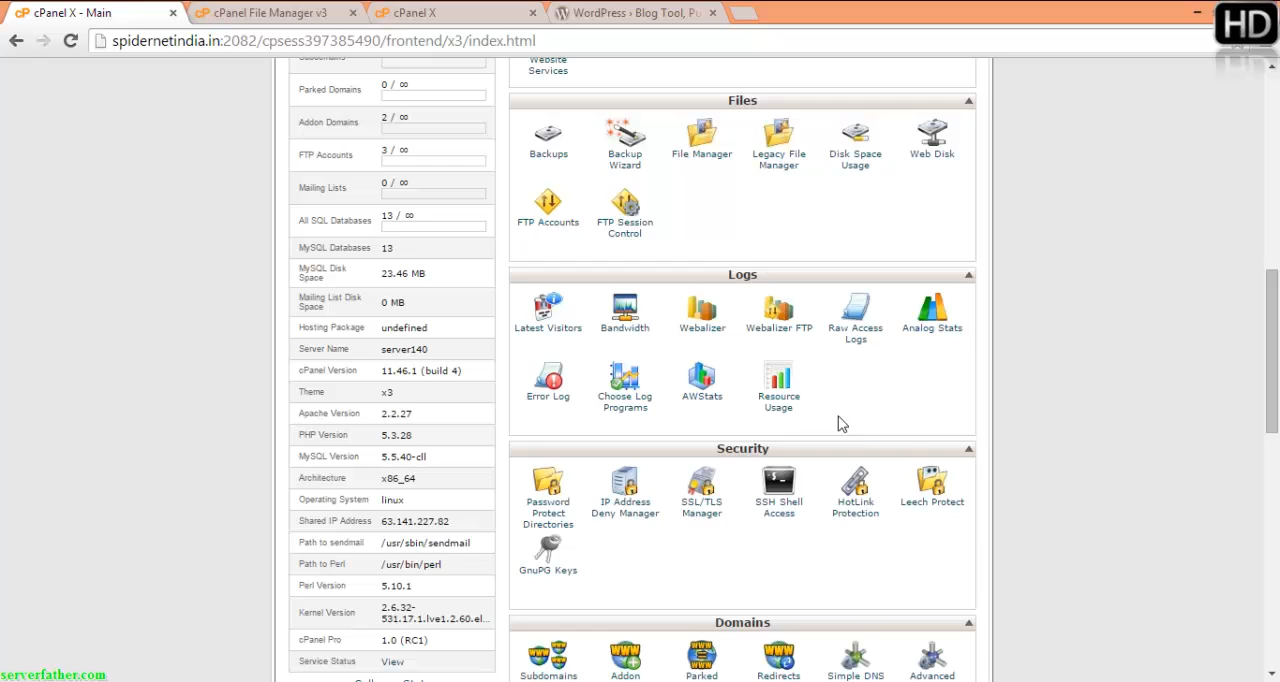 cPanel X - Main
cPanel File Manager v3
cPanel X
WordPress › Blog Tool, Pu
HD
spidernetindia.in:2082/cpsess397385490/frontend/x3/index.html
Subdomains
Parked Domains 0 / ∞
Addon Domains 2 / ∞
FTP Accounts 3 / ∞
Mailing Lists 0 / ∞
All SQL Databases 13 / ∞
MySQL Databases 13
MySQL Disk
Space 23.46 MB
Mailing List Disk
Space 0 MB
Hosting Package undefined
Server Name server140
cPanel Version 11.46.1 (build 4)
Theme x3
Apache Version 2.2.27
PHP Version 5.3.28
MySQL Version 5.5.40-cll
Architecture x86_64
Operating System linux
Shared IP Address 63.141.227.82
Path to sendmail /usr/sbin/sendmail
Path to Perl /usr/bin/perl
Perl Version 5.10.1
Kernel Version 2.6.32-
531.17.1.lve1.2.60.el...
cPanel Pro 1.0 (RC1)
Service Status View
Website
Services
Files
Backups
Backup
Wizard
File Manager
Legacy File
Manager
Disk Space
Usage
Web Disk
FTP Accounts
FTP Session
Control
Logs
Latest Visitors
Bandwidth
Webalizer
Webalizer FTP
Raw Access
Logs
Analog Stats
Error Log
Choose Log
Programs
AWStats
Resource
Usage
Security
Password
Protect
Directories
IP Address
Deny Manager
SSL/TLS
Manager
SSH Shell
Access
HotLink
Protection
Leech Protect
GnuPG Keys
Domains
Subdomains
Addon
Parked
Redirects
Simple DNS
Advanced
serverfather.com